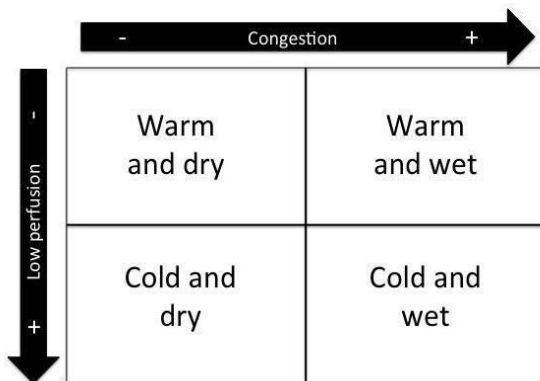 - Congestion +
- Low perfusion +
Warm
and dry
Warm
and wet
Cold and
dry
Cold and
wet